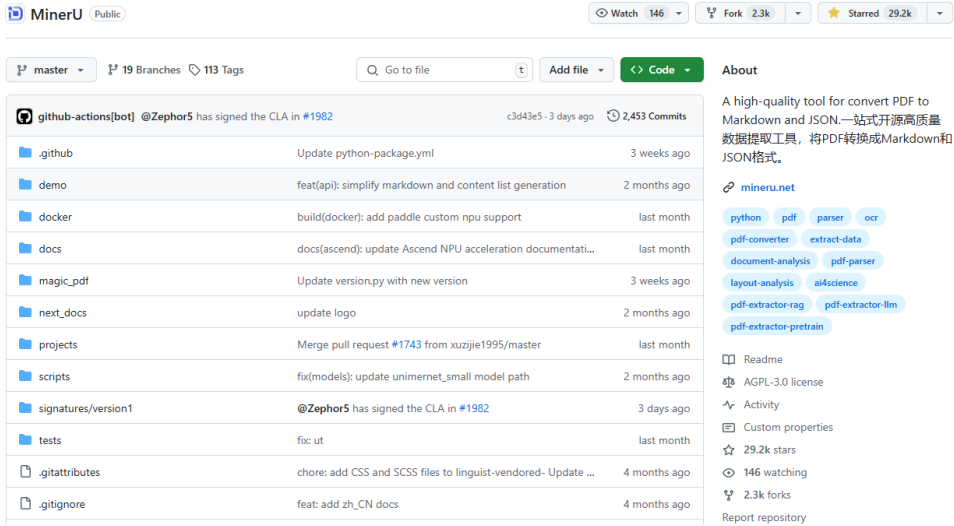 MinerU Public Watch 146 Fork 2.3k Starred 29.2k
master 19 Branches 113 Tags Go to file t Add file Code
github-actions[bot] @Zephor5 has signed the CLA in #1982 c3d43e5 · 3 days ago 2,453 Commits
.github Update python-package.yml 3 weeks ago
demo feat(api): simplify markdown and content list generation 2 months ago
docker build(docker): add paddle custom npu support last month
docs docs(ascend): update Ascend NPU acceleration documentati... last month
magic_pdf Update version.py with new version 3 weeks ago
next_docs update logo 2 months ago
projects Merge pull request #1743 from xuzijie1995/master last month
scripts fix(models): update unimernet_small model path 2 months ago
signatures/version1 @Zephor5 has signed the CLA in #1982 3 days ago
tests fix: ut last month
.gitattributes chore: add CSS and SCSS files to linguist-vendored- Update ... 4 months ago
.gitignore feat: add zh_CN docs 4 months ago
About
A high-quality tool for convert PDF to
Markdown and JSON.一站式开源高质量
数据提取工具，将PDF转换成Markdown和
JSON格式。
mineru.net
python pdf parser ocr
pdf-converter extract-data
document-analysis pdf-parser
layout-analysis ai4science
pdf-extractor-rag pdf-extractor-llm
pdf-extractor-pretrain
Readme
AGPL-3.0 license
Activity
Custom properties
29.2k stars
146 watching
2.3k forks
Report repository